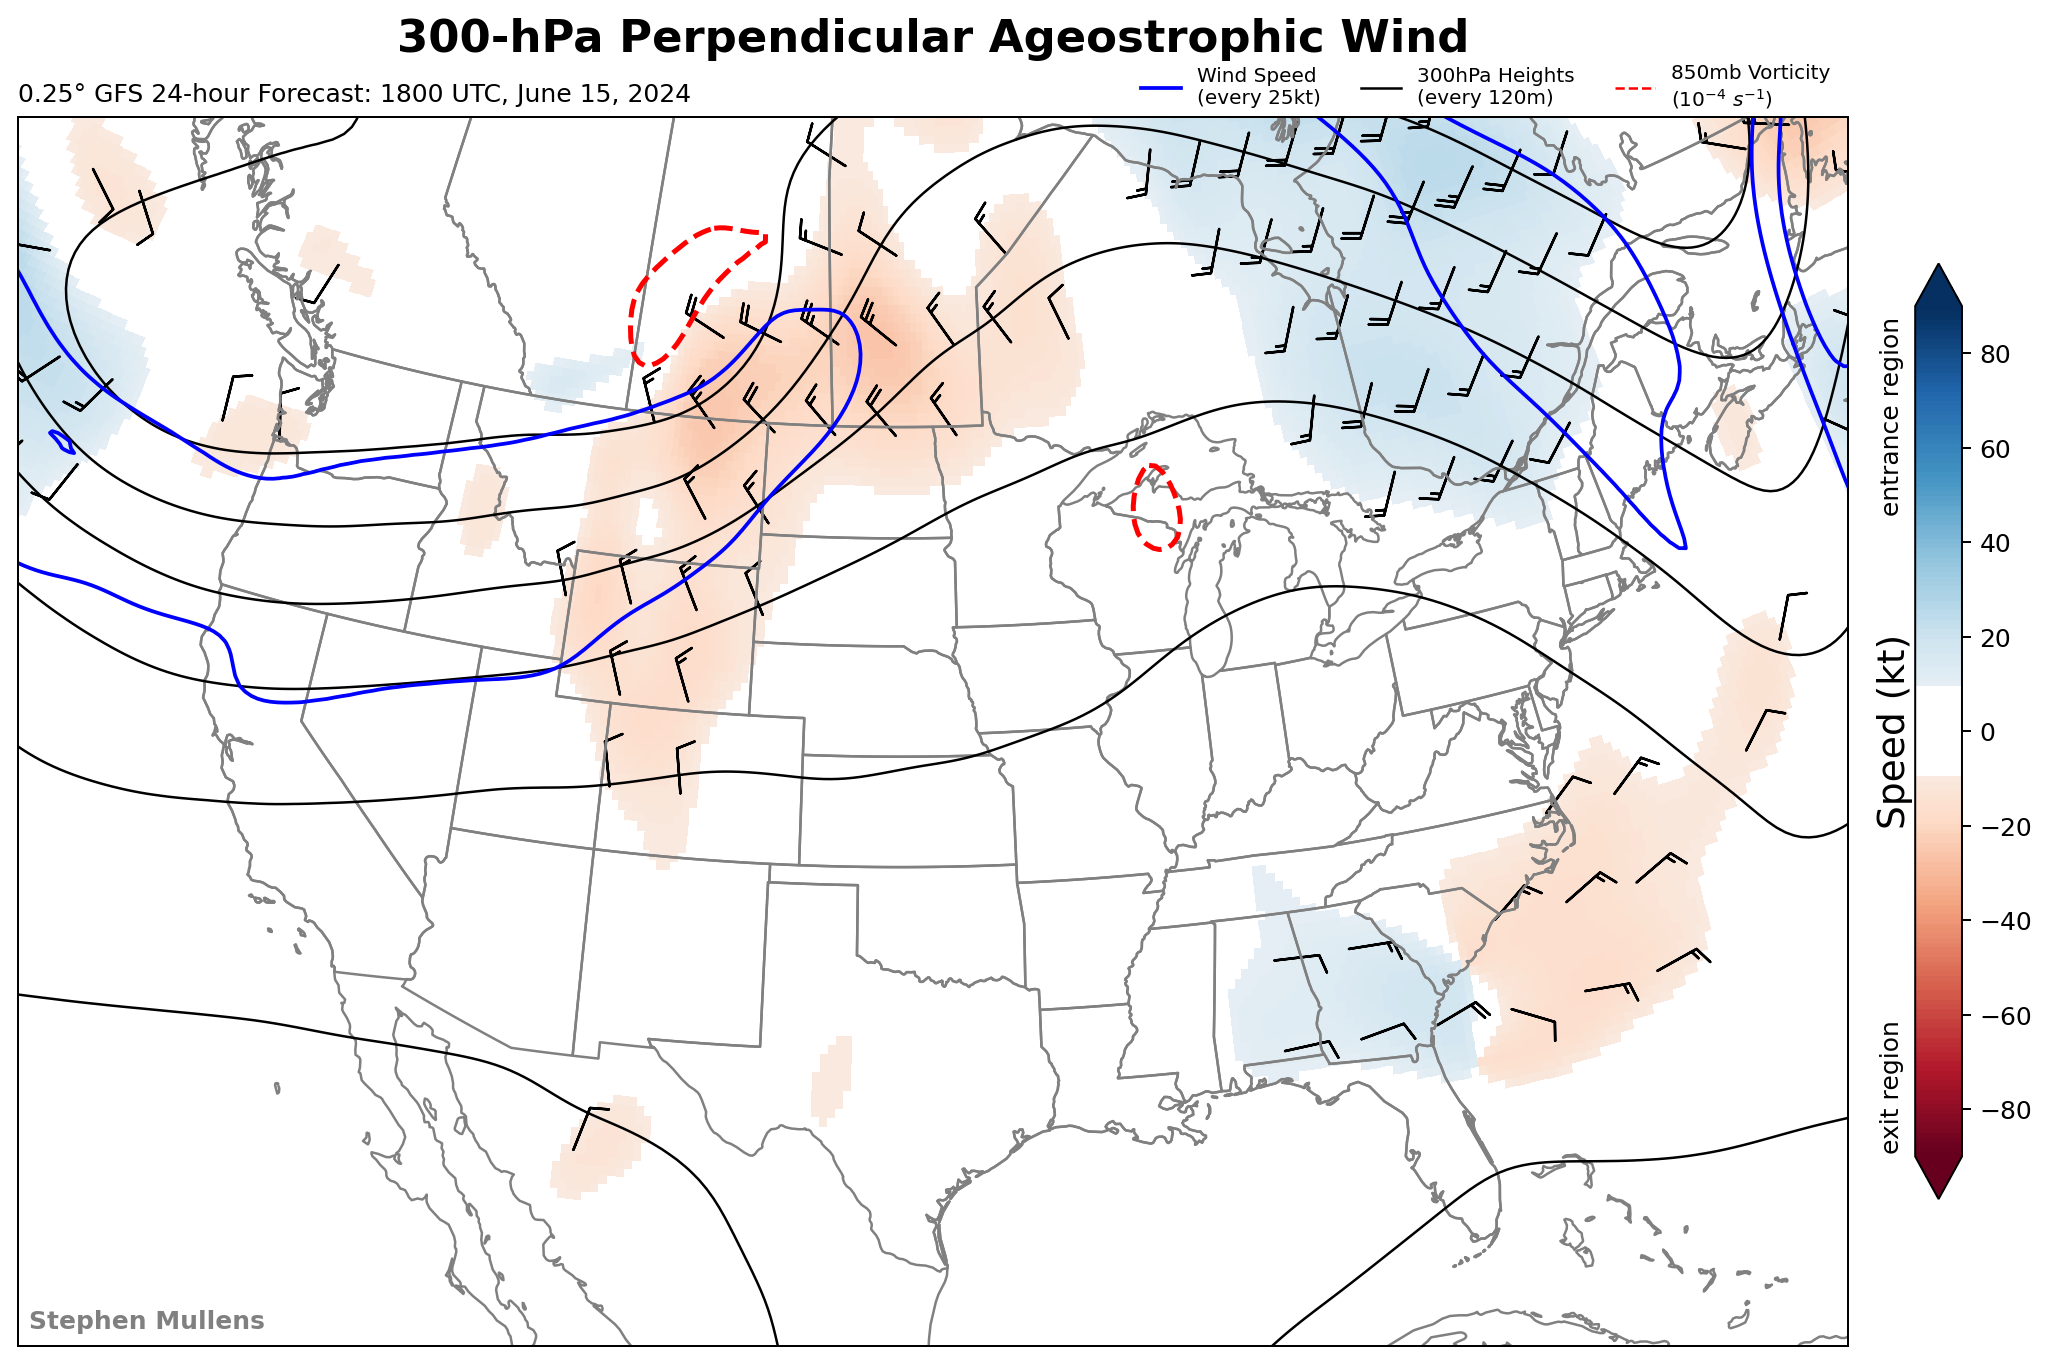 300-hPa Perpendicular Ageostrophic Wind
0.25° GFS 24-hour Forecast: 1800 UTC, June 15, 2024
Wind Speed
(every 25kt)
300hPa Heights
(every 120m)
850mb Vorticity
(10⁻⁴ s⁻¹)
entrance region
Speed (kt)
exit region
80
60
40
20
0
−20
−40
−60
−80
Stephen Mullens